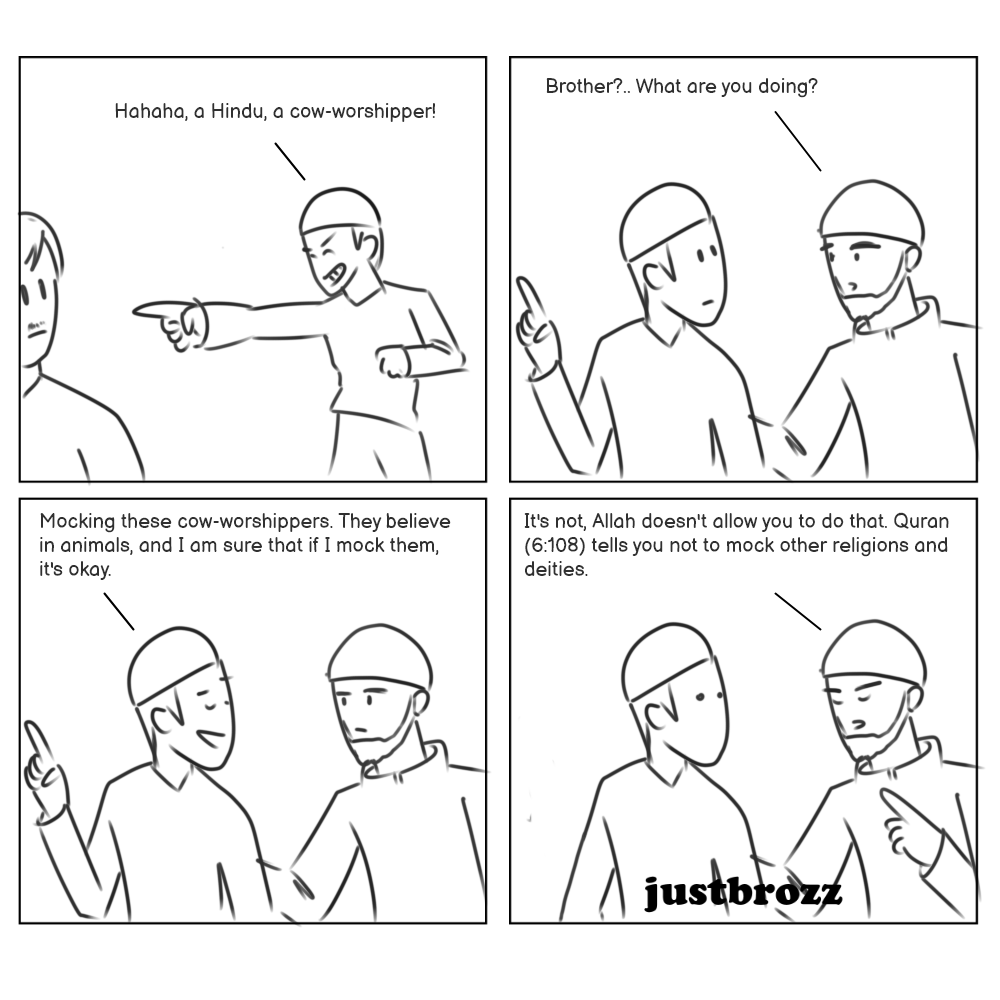 Hahaha, a Hindu, a cow-worshipper!
Brother?.. What are you doing?
Mocking these cow-worshippers. They believe
in animals, and I am sure that if I mock them,
it's okay.
It's not, Allah doesn't allow you to do that. Quran
(6:108) tells you not to mock other religions and
deities.
justbrozz